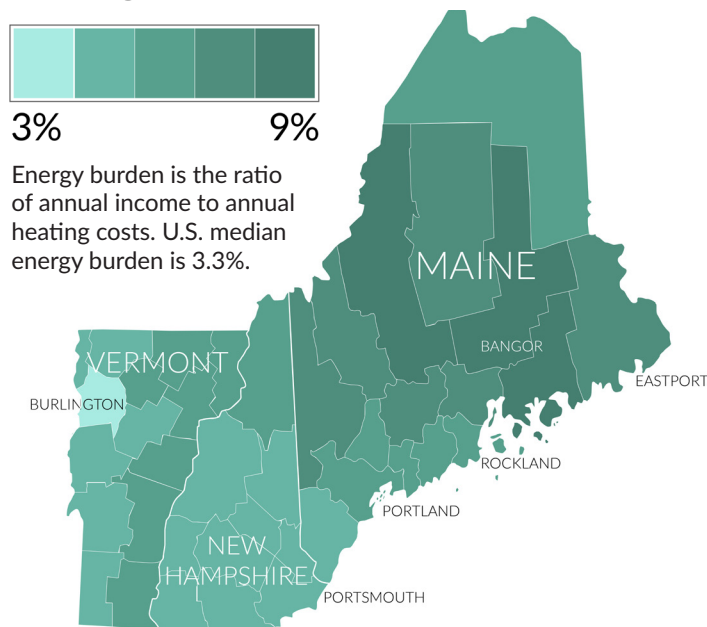 3%
9%
Energy burden is the ratio
of annual income to annual
heating costs. U.S. median
energy burden is 3.3%.
MAINE
BANGOR
VERMONT
EASTPORT
BURLINGTON
ROCKLAND
PORTLAND
NEW
HAMPSHIRE
PORTSMOUTH